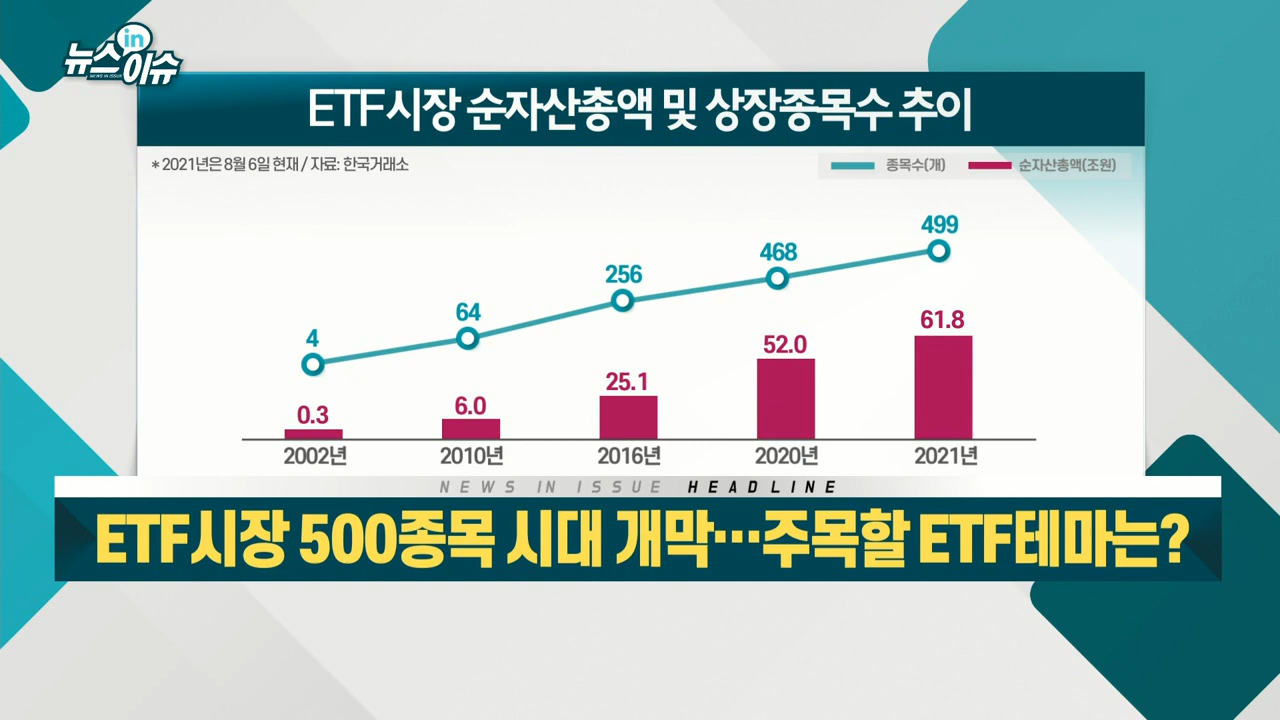 뉴스in이슈
NEWS IN ISSUE
ETF시장 순자산총액 및 상장종목수 추이
* 2021년은 8월 6일 현재 / 자료: 한국거래소
종목수(개) 순자산총액(조원)
4 64 256 468 499
0.3 6.0 25.1 52.0 61.8
2002년 2010년 2016년 2020년 2021년
NEWS IN ISSUE HEADLINE
ETF시장 500종목 시대 개막…주목할 ETF테마는?